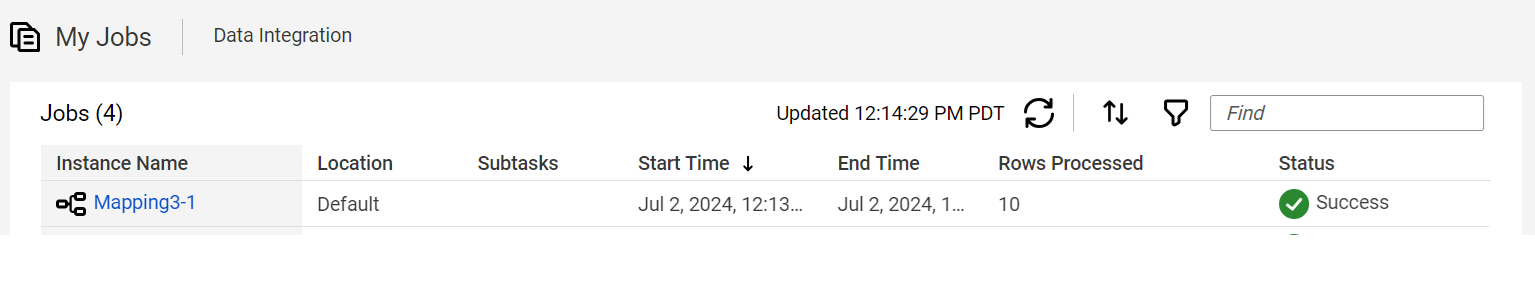 My Jobs Data Integration
Jobs (4) Updated 12:14:29 PM PDT Find
Instance Name Location Subtasks Start Time End Time Rows Processed Status
Mapping3-1 Default Jul 2, 2024, 12:13... Jul 2, 2024, 1... 10 Success